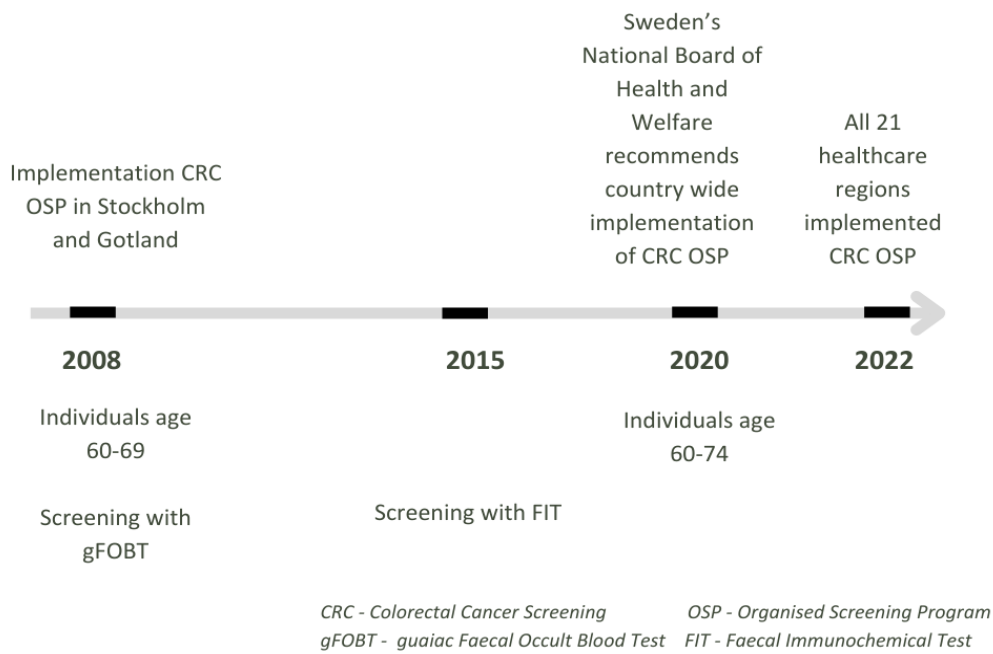 Implementation CRC
OSP in Stockholm
and Gotland
Sweden’s
National Board of
Health and
Welfare
recommends
country wide
implementation
of CRC OSP
All 21
healthcare
regions
implemented
CRC OSP
2008
2015
2020
2022
Individuals age
60-69
Individuals age
60-74
Screening with
gFOBT
Screening with FIT
CRC - Colorectal Cancer Screening
OSP - Organised Screening Program
gFOBT - guaiac Faecal Occult Blood Test
FIT - Faecal Immunochemical Test